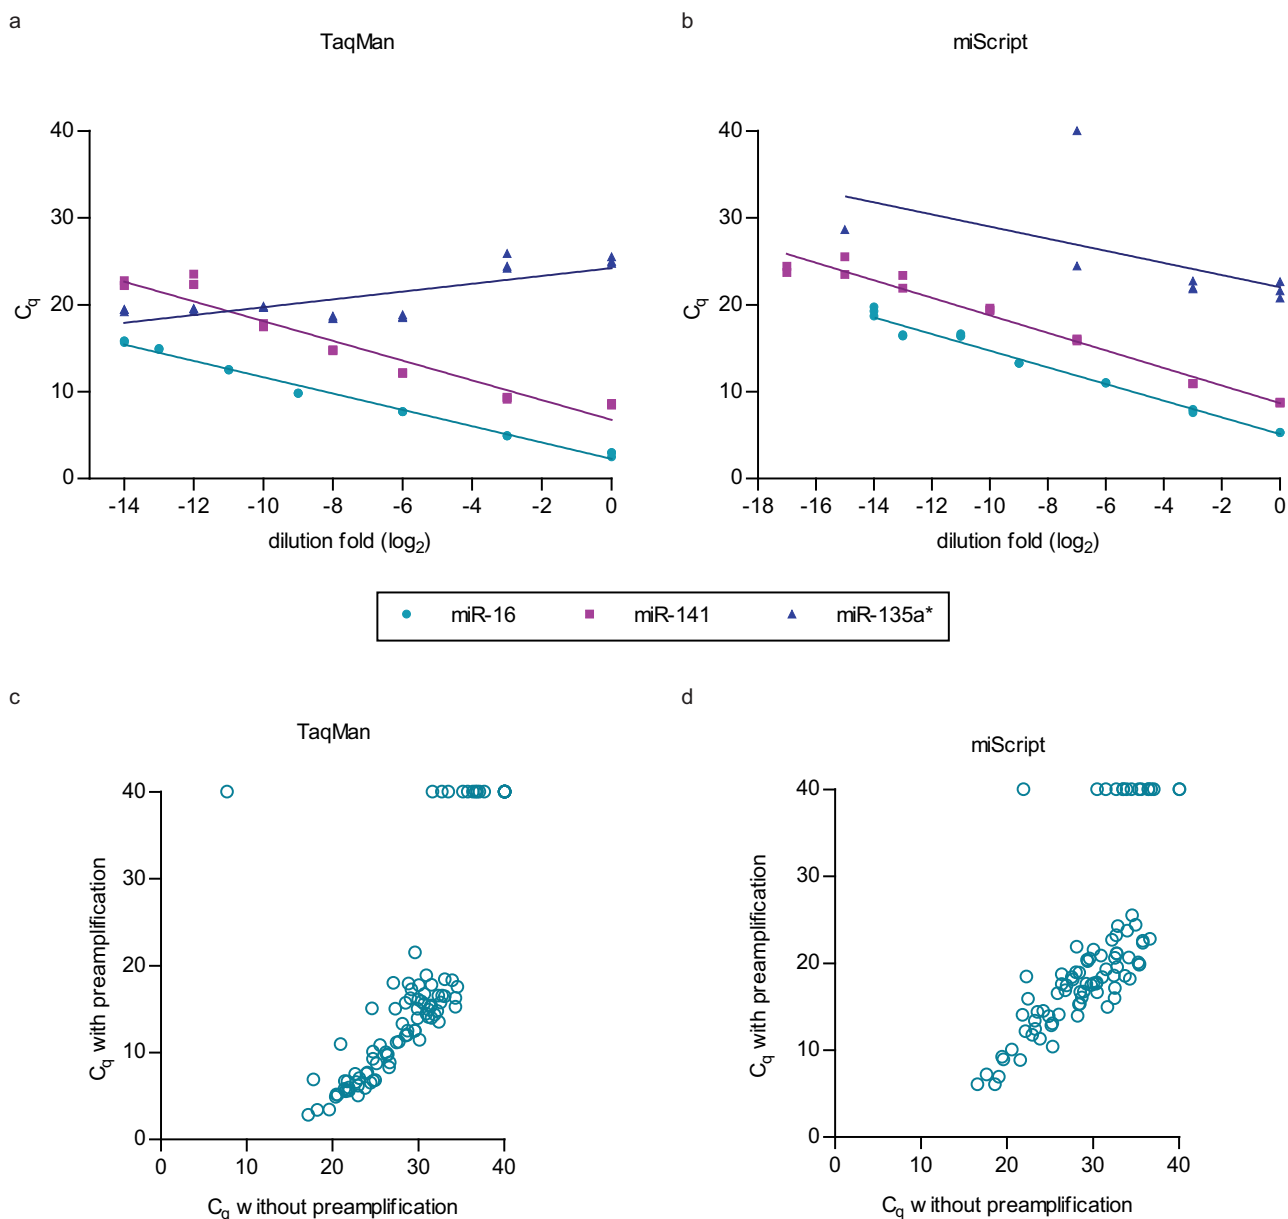 a
TaqMan
40
30
20
10
0
Cq
-14 -12 -10 -8 -6 -4 -2 0
dilution fold (log2)
b
miScript
40
30
20
10
0
Cq
-18 -16 -14 -12 -10 -8 -6 -4 -2 0
dilution fold (log2)
miR-16 miR-141 miR-135a*
c
TaqMan
40
30
20
10
0
Cq with preamplification
0 10 20 30 40
Cq without preamplification
d
miScript
40
30
20
10
0
Cq with preamplification
0 10 20 30 40
Cq without preamplification